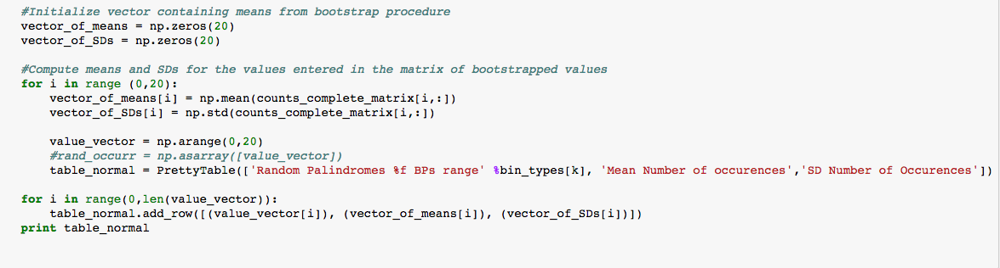 #Initialize vector containing means from bootstrap procedure
vector_of_means = np.zeros(20)
vector_of_SDs = np.zeros(20)
#Compute means and SDs for the values entered in the matrix of bootstrapped values
for i in range (0,20):
vector_of_means[i] = np.mean(counts_complete_matrix[i,:])
vector_of_SDs[i] = np.std(counts_complete_matrix[i,:])
value_vector = np.arange(0,20)
#rand_occurr = np.asarray([value_vector])
table_normal = PrettyTable(['Random Palindromes %f BPs range' %bin_types[k], 'Mean Number of occurences','SD Number of Occurences'])
for i in range(0,len(value_vector)):
table_normal.add_row([(value_vector[i]), (vector_of_means[i]), (vector_of_SDs[i])])
print table_normal